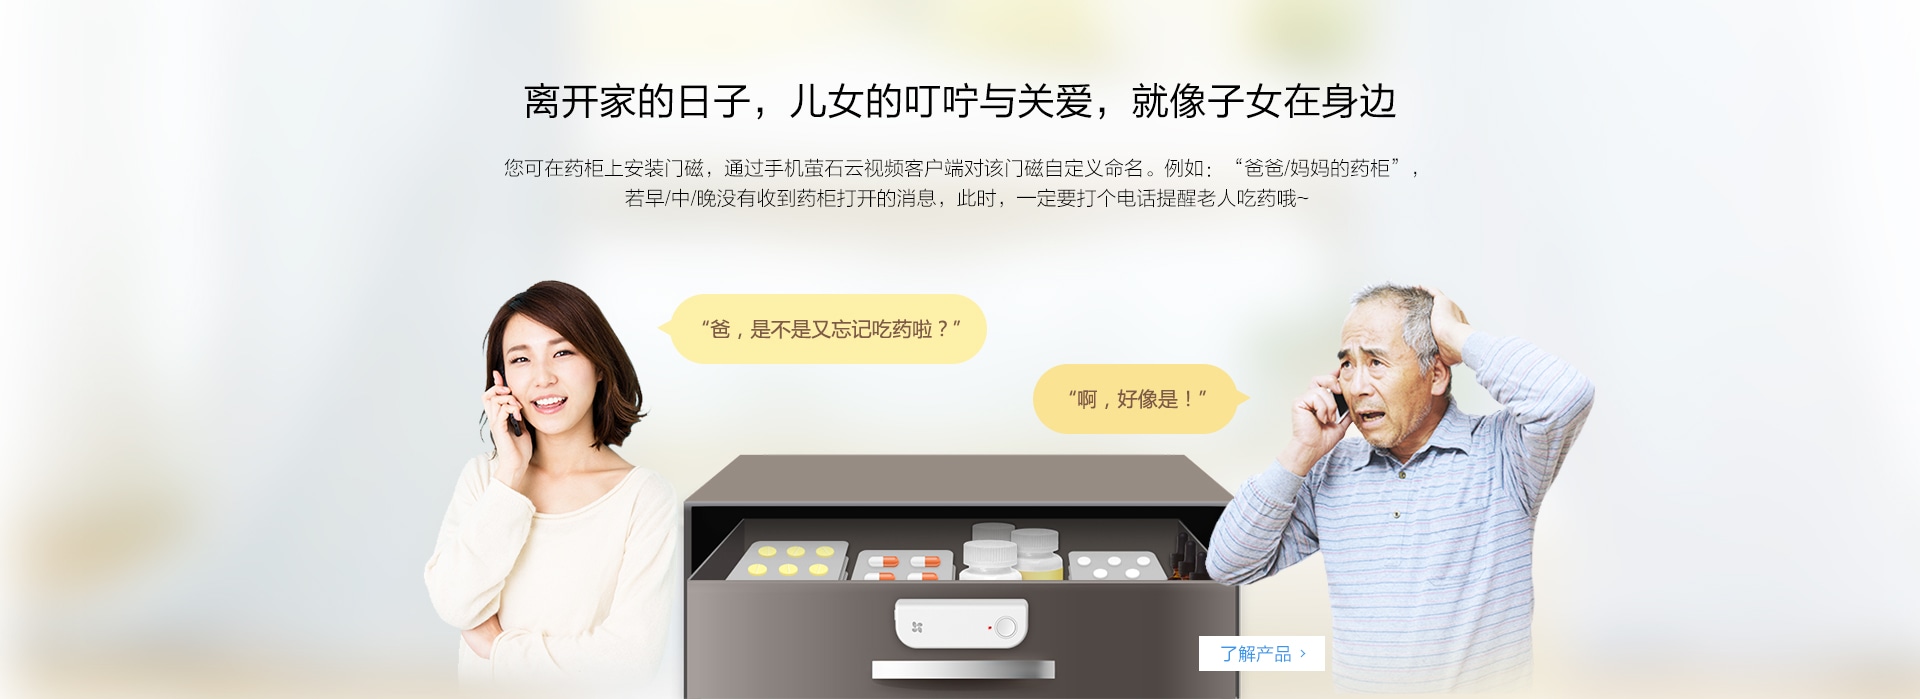 离开家的日子，儿女的叮咛与关爱，就像子女在身边
您可在药柜上安装门磁，通过手机萤石云视频客户端对该门磁自定义命名。例如：“爸爸/妈妈的药柜”，
若早/中/晚没有收到药柜打开的消息，此时，一定要打个电话提醒老人吃药哦~
“爸，是不是又忘记吃药啦？”
“啊，好像是！”
了解产品 >